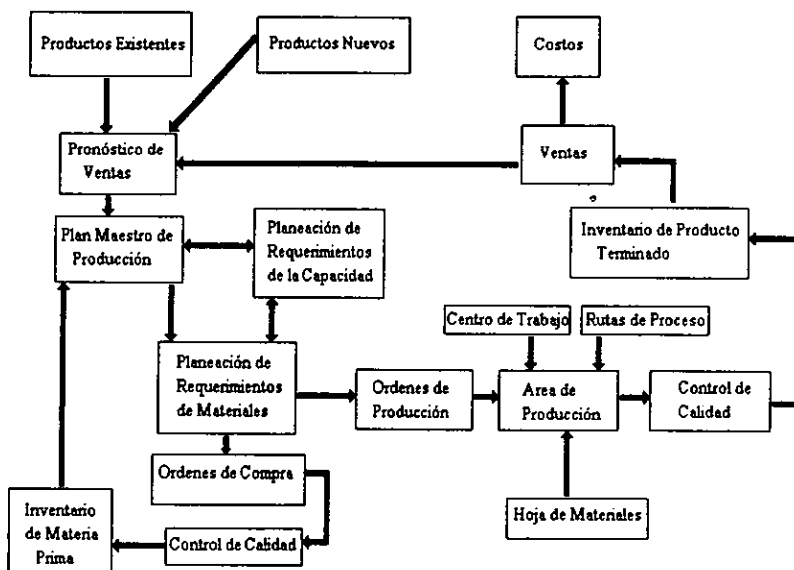 Productos Existentes
Productos Nuevos
Costos
Pronóstico de
Ventas
Ventas
Plan Maestro de
Producción
Planeación de
Requerimientos
de la Capacidad
Inventario de Producto
Terminado
Centro de Trabajo
Rutas de Proceso
Planeación de
Requerimientos
de Materiales
Ordenes de
Producción
Area de
Producción
Control de
Calidad
Ordenes de Compra
Inventario
de Materia
Prima
Control de Calidad
Hoja de Materiales